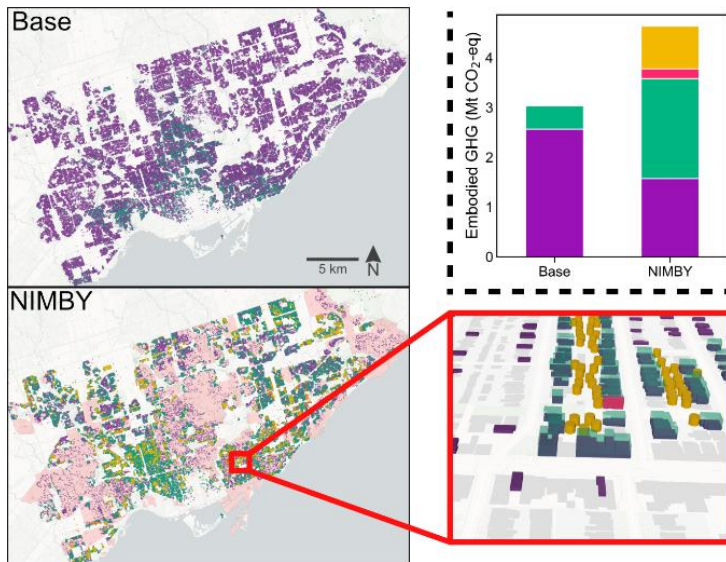 Base
5 km
N
NIMBY
Embodied GHG (Mt CO₂-eq)
4
3
2
1
0
Base
NIMBY